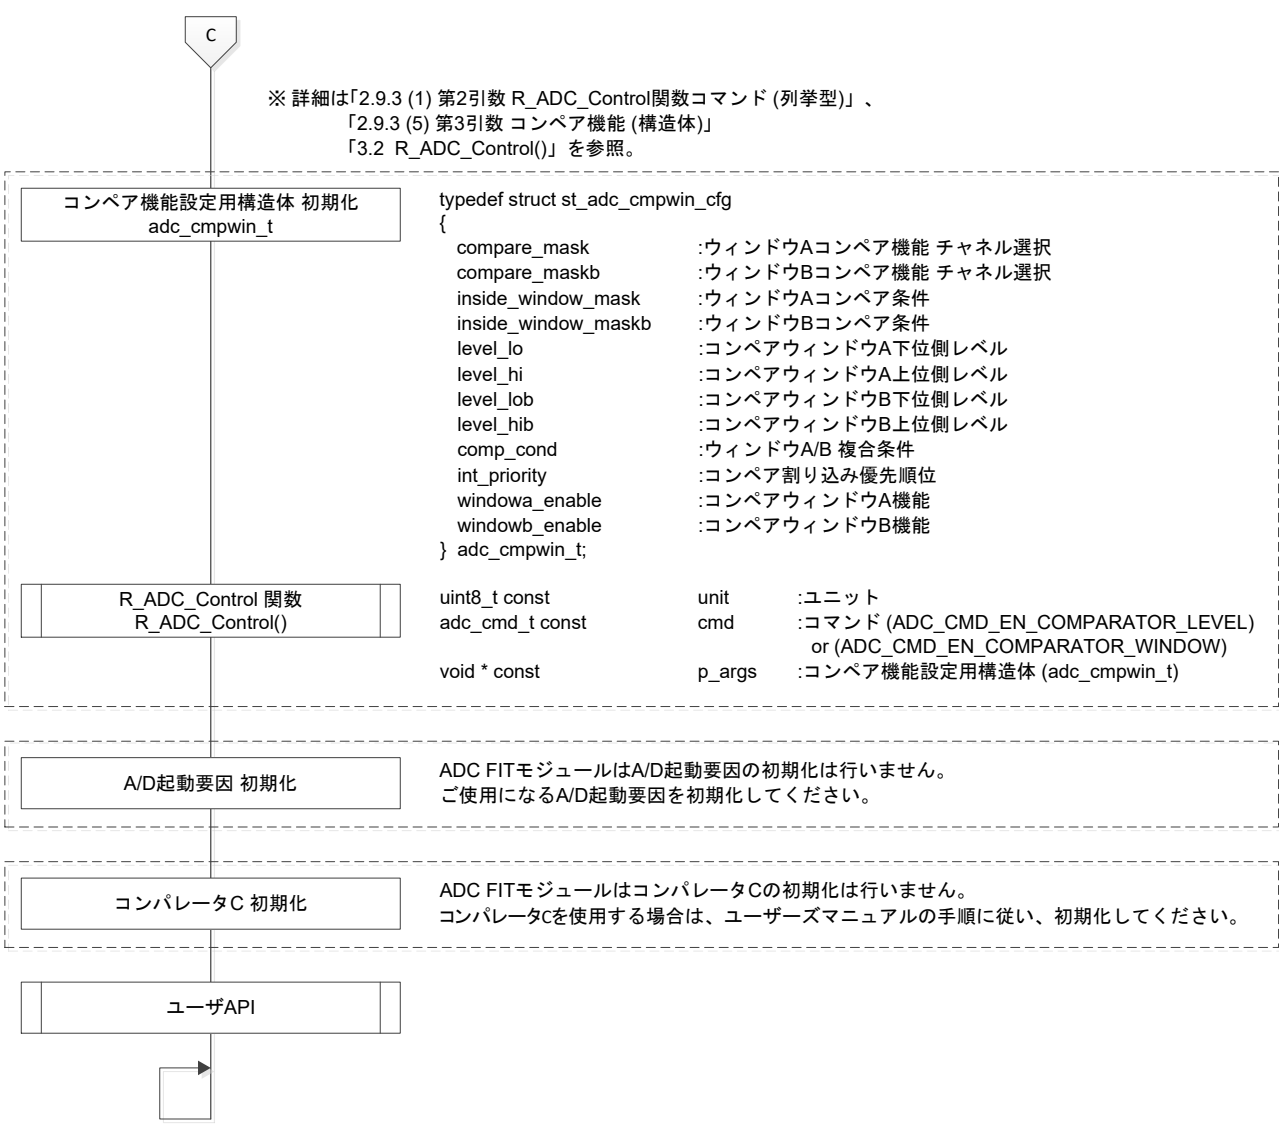 C
※ 詳細は｢2.9.3 (1) 第2引数 R_ADC_Control関数コマンド (列挙型)｣ 、
｢2.9.3 (5) 第3引数 コンペア機能 (構造体)｣
｢3.2 R_ADC_Control()｣ を参照。
コンペア機能設定用構造体 初期化
adc_cmpwin_t
typedef struct st_adc_cmpwin_cfg
{
compare_mask :ウィンドウAコンペア機能 チャネル選択
compare_maskb :ウィンドウBコンペア機能 チャネル選択
inside_window_mask :ウィンドウAコンペア条件
inside_window_maskb :ウィンドウBコンペア条件
level_lo :コンペアウィンドウA下位側レベル
level_hi :コンペアウィンドウA上位側レベル
level_lob :コンペアウィンドウB下位側レベル
level_hib :コンペアウィンドウB上位側レベル
comp_cond :ウィンドウA/B 複合条件
int_priority :コンペア割り込み優先順位
windowa_enable :コンペアウィンドウA機能
windowb_enable :コンペアウィンドウB機能
} adc_cmpwin_t;
R_ADC_Control 関数
R_ADC_Control()
uint8_t const unit :ユニット
adc_cmd_t const cmd :コマンド (ADC_CMD_EN_COMPARATOR_LEVEL)
or (ADC_CMD_EN_COMPARATOR_WINDOW)
void * const p_args :コンペア機能設定用構造体 (adc_cmpwin_t)
A/D起動要因 初期化
ADC FITモジュールはA/D起動要因の初期化は行いません。
ご使用になるA/D起動要因を初期化してください。
コンパレータC 初期化
ADC FITモジュールはコンパレータCの初期化は行いません。
コンパレータCを使用する場合は、ユーザーズマニュアルの手順に従い、初期化してください。
ユーザAPI